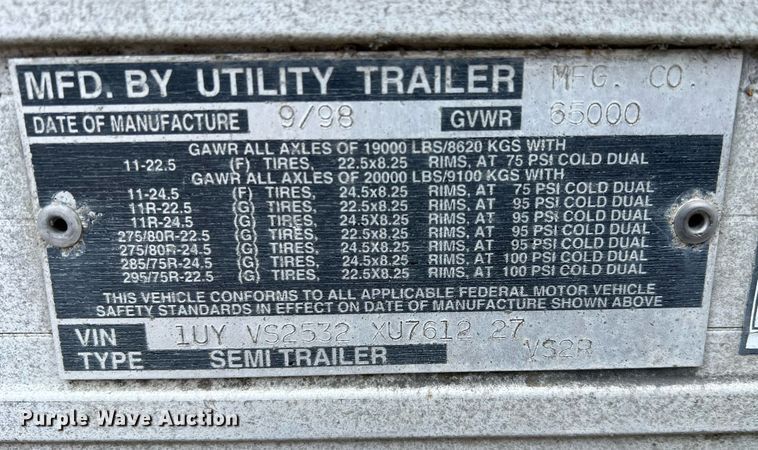 MFD. BY UTILITY TRAILER MFG. CO.
DATE OF MANUFACTURE 9/98 GVWR 65000
GAWR ALL AXLES OF 19000 LBS/8620 KGS WITH
11-22.5 (F) TIRES, 22.5x8.25 RIMS, AT 75 PSI COLD DUAL
GAWR ALL AXLES OF 20000 LBS/9100 KGS WITH
11-24.5 (F) TIRES, 24.5x8.25 RIMS, AT 75 PSI COLD DUAL
11R-22.5 (G) TIRES, 22.5x8.25 RIMS, AT 95 PSI COLD DUAL
11R-24.5 (G) TIRES, 24.5x8.25 RIMS, AT 95 PSI COLD DUAL
275/80R-22.5 (G) TIRES, 22.5x8.25 RIMS, AT 95 PSI COLD DUAL
275/80R-24.5 (G) TIRES, 24.5x8.25 RIMS, AT 95 PSI COLD DUAL
285/75R-24.5 (G) TIRES, 24.5x8.25 RIMS, AT 100 PSI COLD DUAL
295/75R-22.5 (G) TIRES, 22.5x8.25 RIMS, AT 100 PSI COLD DUAL
THIS VEHICLE CONFORMS TO ALL APPLICABLE FEDERAL MOTOR VEHICLE
SAFETY STANDARDS IN EFFECT ON DATE OF MANUFACTURE SHOWN ABOVE
VIN 1UY VS2532 XU7612 27
TYPE SEMI TRAILER VS2R
Purple Wave Auction